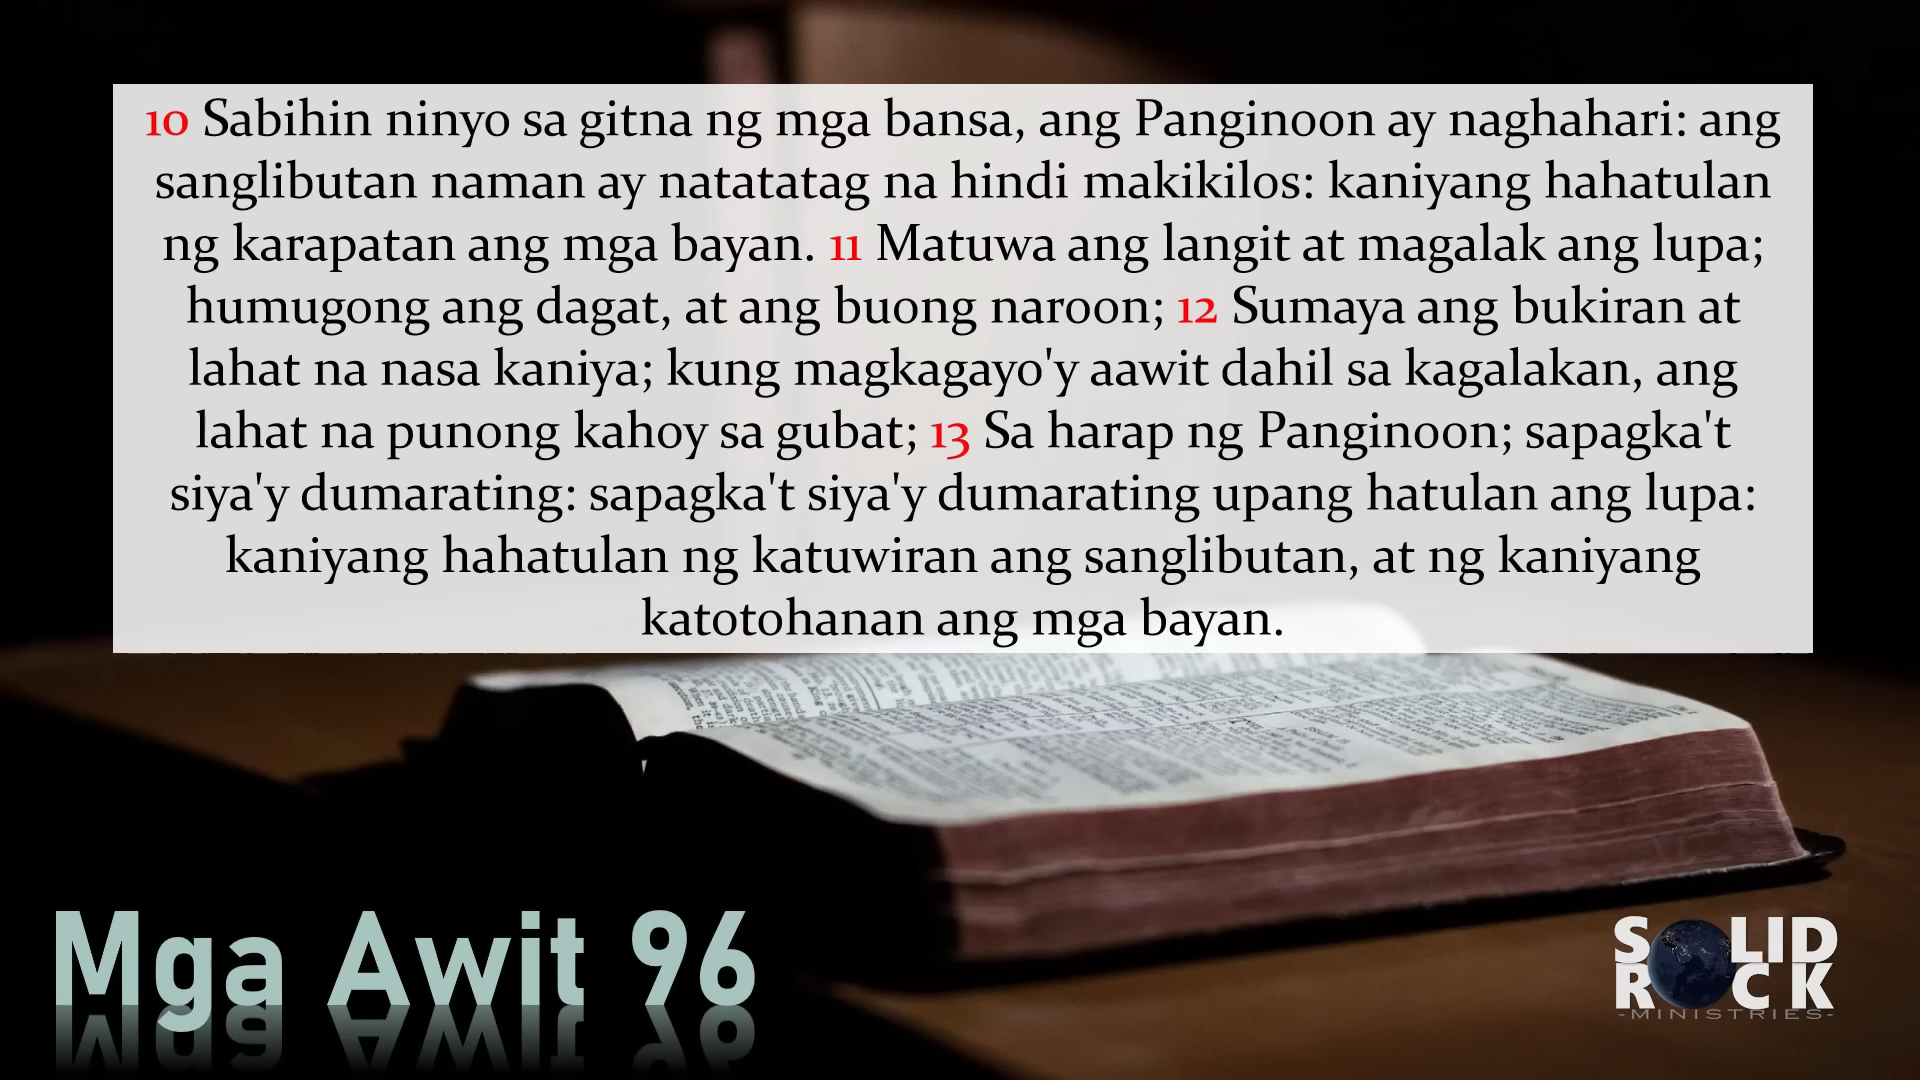 10 Sabihin ninyo sa gitna ng mga bansa, ang Panginoon ay naghahari: ang
sanglibutan naman ay natatatag na hindi makikilos: kaniyang hahatulan
ng karapatan ang mga bayan. 11 Matuwa ang langit at magalak ang lupa;
humugong ang dagat, at ang buong naroon; 12 Sumaya ang bukiran at
lahat na nasa kaniya; kung magkagayo'y aawit dahil sa kagalakan, ang
lahat na punong kahoy sa gubat; 13 Sa harap ng Panginoon; sapagka't
siya'y dumarating: sapagka't siya'y dumarating upang hatulan ang lupa:
kaniyang hahatulan ng katuwiran ang sanglibutan, at ng kaniyang
katotohanan ang mga bayan.
Mga Awit 96
SOLID
ROCK
-MINISTRIES-